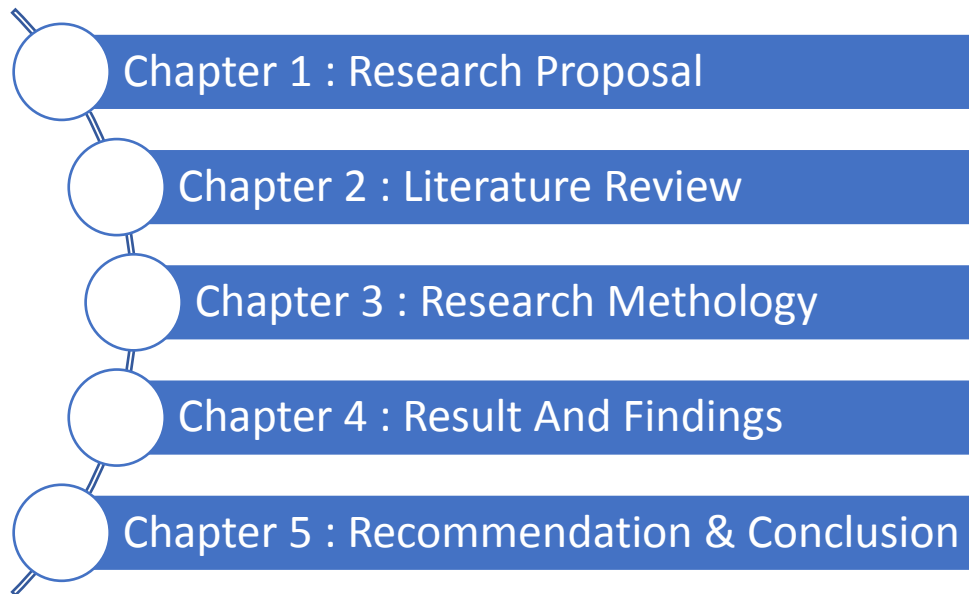 Chapter 1 : Research Proposal
Chapter 2 : Literature Review
Chapter 3 : Research Methology
Chapter 4 : Result And Findings
Chapter 5 : Recommendation & Conclusion